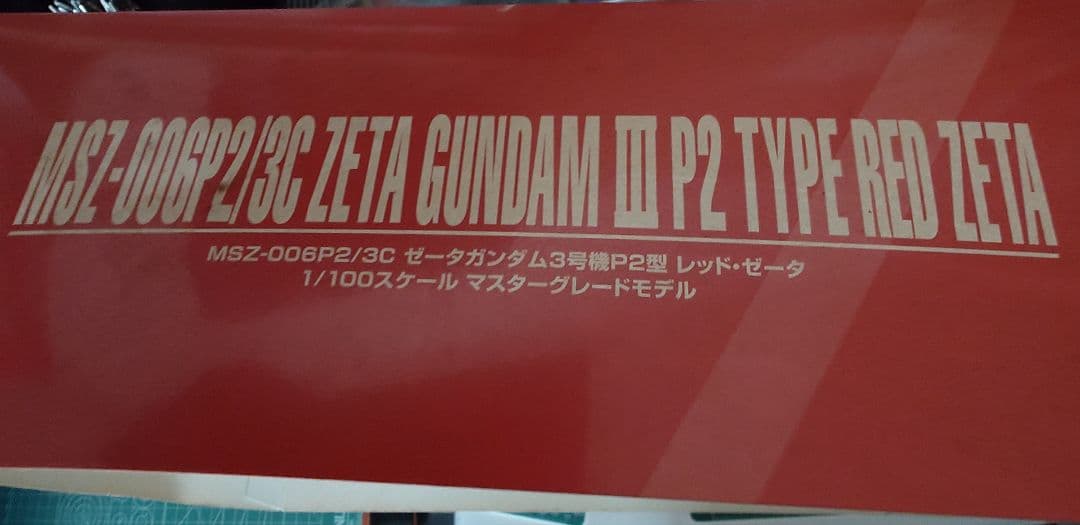 MSZ-006P2/3C ZETA GUNDAM III P2 TYPE RED ZETA
MSZ-006P2/3C ゼータガンダム3号機P2型 レッド・ゼータ
1/100スケール マスターグレードモデル